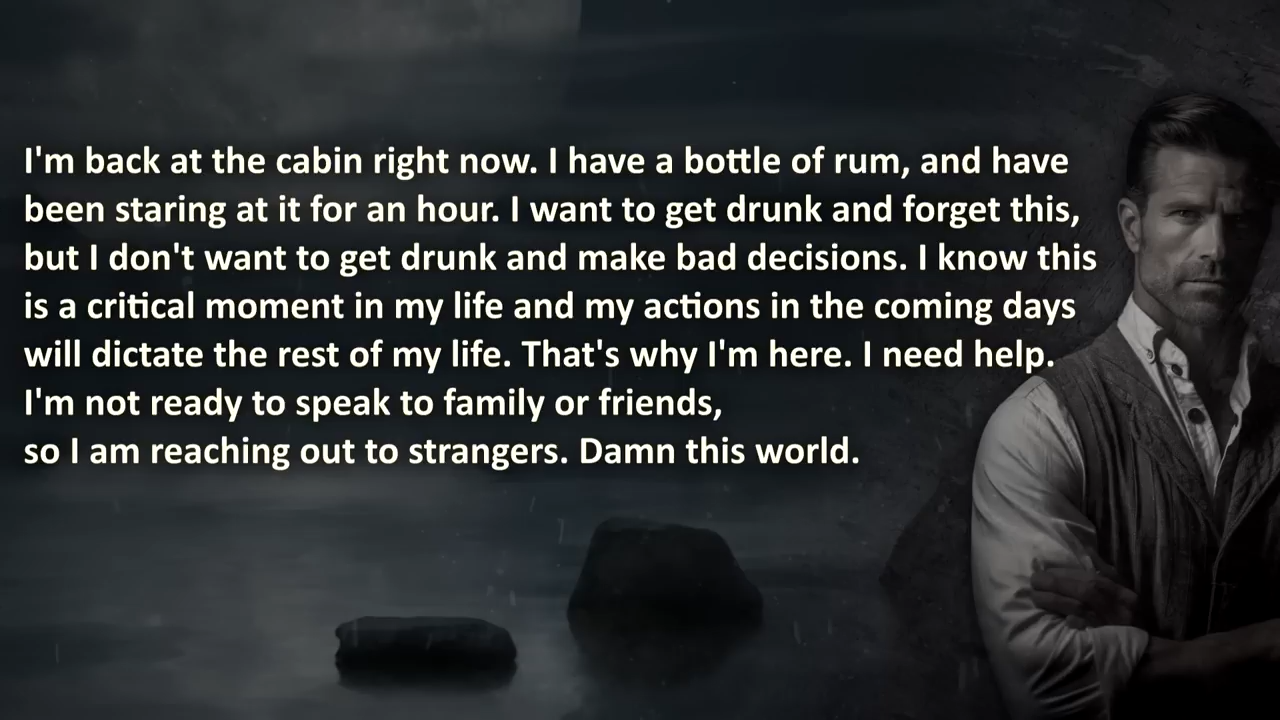 I'm back at the cabin right now. I have a bottle of rum, and have
been staring at it for an hour. I want to get drunk and forget this,
but I don't want to get drunk and make bad decisions. I know this
is a critical moment in my life and my actions in the coming days
will dictate the rest of my life. That's why I'm here. I need help.
I'm not ready to speak to family or friends,
so I am reaching out to strangers. Damn this world.